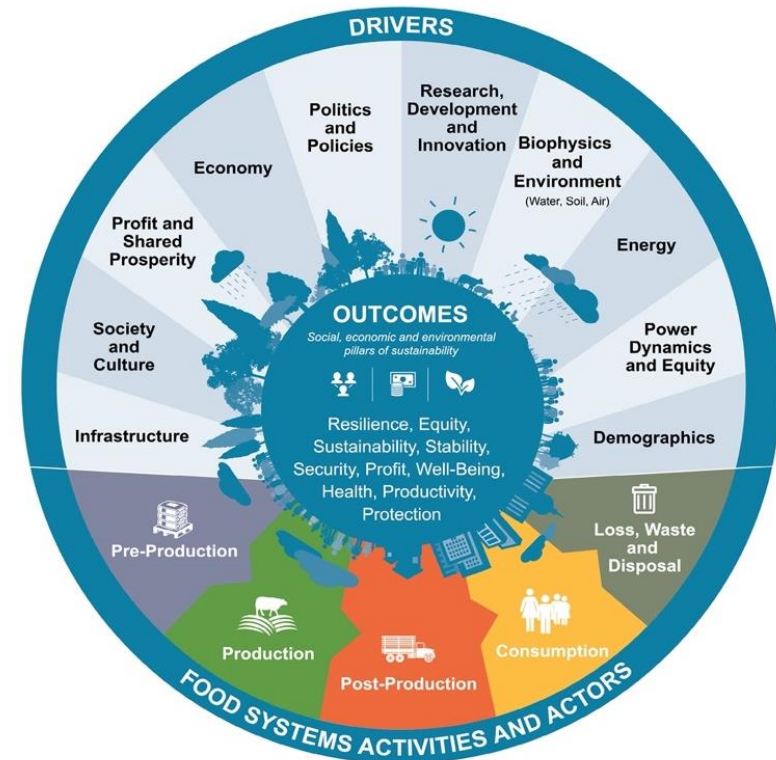 DRIVERS
Infrastructure
Society
and
Culture
Profit and
Shared
Prosperity
Economy
Politics
and
Policies
Research,
Development
and
Innovation
Biophysics
and
Environment
(Water, Soil, Air)
Energy
Power
Dynamics
and Equity
Demographics
OUTCOMES
Social, economic and environmental
pillars of sustainability
Resilience, Equity,
Sustainability, Stability,
Security, Profit, Well-Being,
Health, Productivity,
Protection
Pre-Production
Production
Post-Production
Consumption
Loss, Waste
and
Disposal
FOOD SYSTEMS ACTIVITIES AND ACTORS